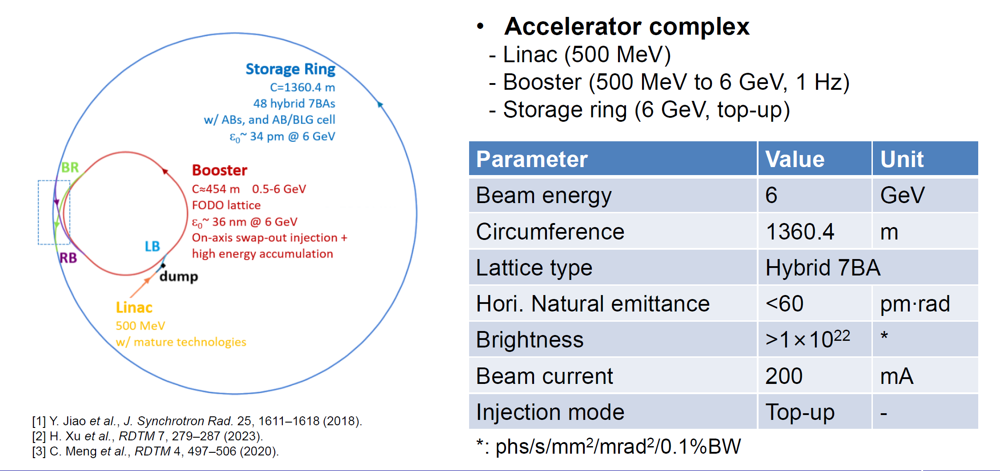 Storage Ring
C=1360.4 m
48 hybrid 7BAs
w/ ABs, and AB/BLG cell
ε₀~ 34 pm @ 6 GeV
BR
Booster
C≈454 m 0.5-6 GeV
FODO lattice
ε₀~ 36 nm @ 6 GeV
On-axis swap-out injection +
high energy accumulation
LB
RB
dump
Linac
500 MeV
w/ mature technologies
[1] Y. Jiao et al., J. Synchrotron Rad. 25, 1611–1618 (2018).
[2] H. Xu et al., RDTM 7, 279–287 (2023).
[3] C. Meng et al., RDTM 4, 497–506 (2020).
• Accelerator complex
- Linac (500 MeV)
- Booster (500 MeV to 6 GeV, 1 Hz)
- Storage ring (6 GeV, top-up)
Parameter Value Unit
Beam energy 6 GeV
Circumference 1360.4 m
Lattice type Hybrid 7BA
Hori. Natural emittance <60 pm·rad
Brightness >1×10²² *
Beam current 200 mA
Injection mode Top-up -
*: phs/s/mm²/mrad²/0.1%BW